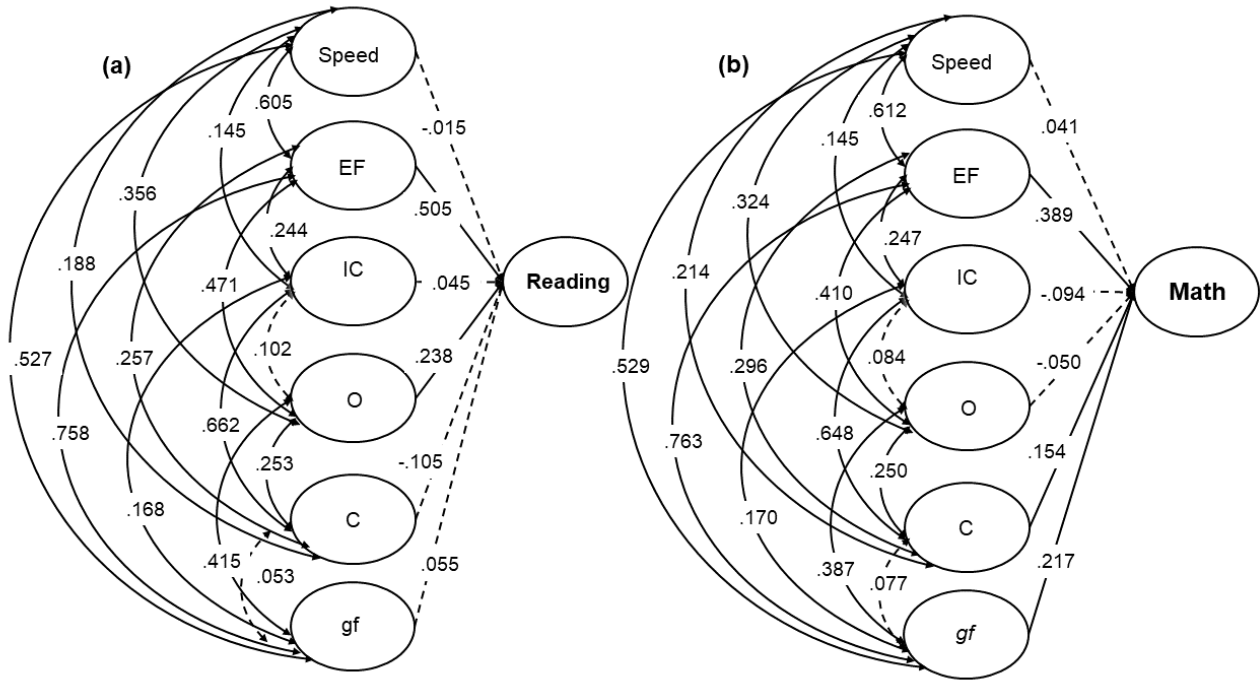 (a)
Speed
EF
IC
O
C
gf
Reading
.605
.145
.356
.188
.527
.244
.471
.257
.758
.102
.662
.168
.253
.415
.053
-.015
.505
.045
.238
-.105
.055
(b)
Speed
EF
IC
O
C
gf
Math
.612
.145
.324
.214
.529
.247
.410
.296
.763
.084
.648
.170
.250
.387
.077
.041
.389
-.094
-.050
.154
.217